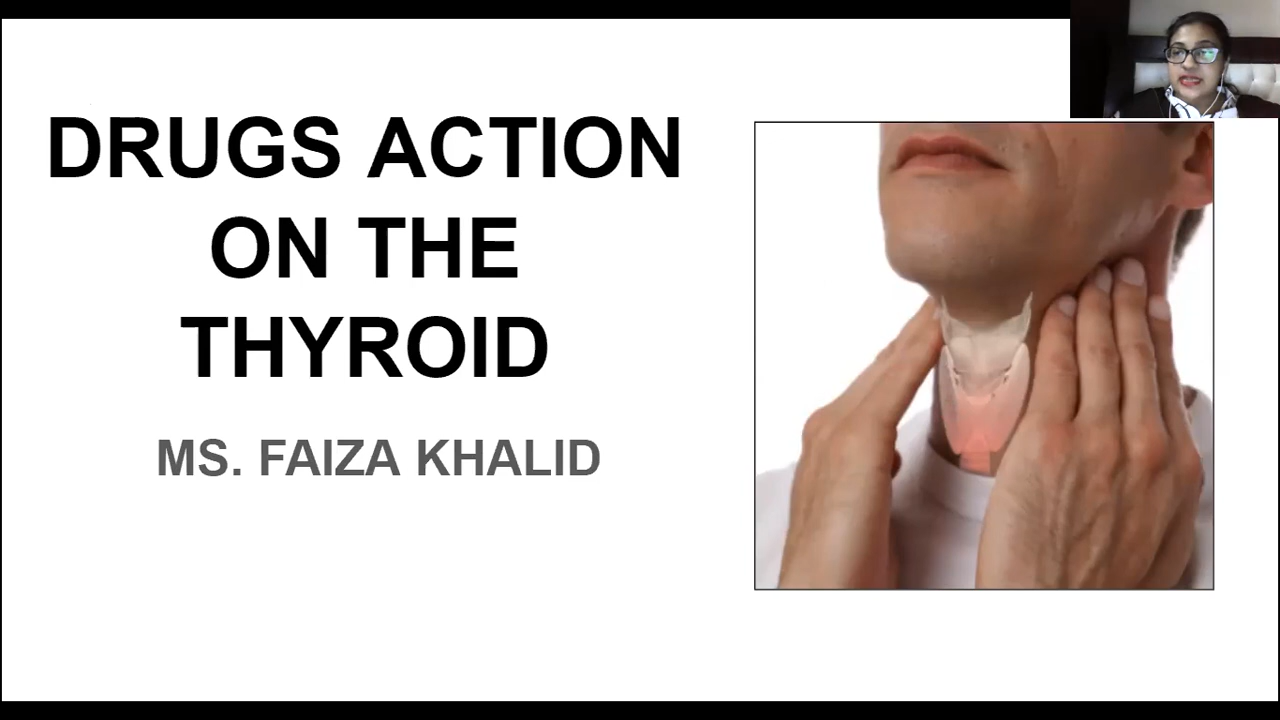 DRUGS ACTION
ON THE
THYROID
MS. FAIZA KHALID